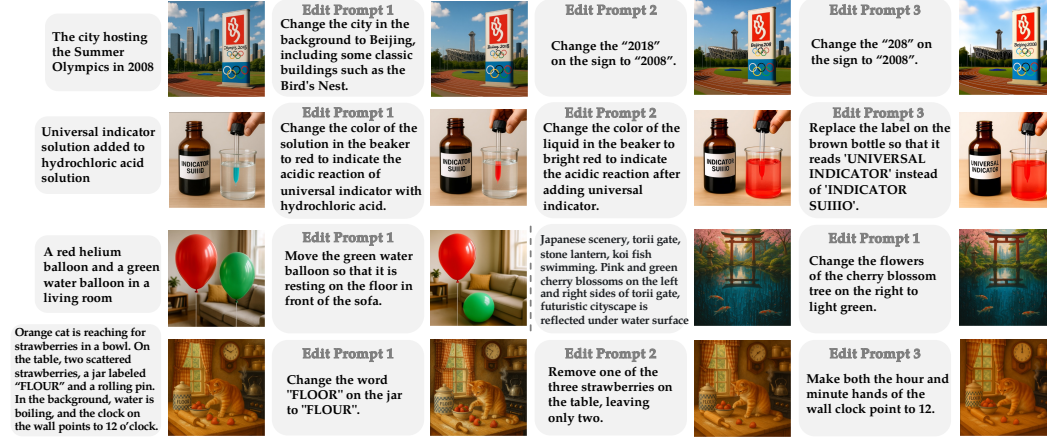 The city hosting
the Summer
Olympics in 2008
Edit Prompt 1
Change the city in the
background to Beijing,
including some classic
buildings such as the
Bird's Nest.
Edit Prompt 2
Change the “2018”
on the sign to “2008”.
Edit Prompt 3
Change the “208” on
the sign to “2008”.
Universal indicator
solution added to
hydrochloric acid
solution
INDICATOR
SUIIIO
Edit Prompt 1
Change the color of the
solution in the beaker
to red to indicate the
acidic reaction of
universal indicator with
hydrochloric acid.
INDICATOR
SUIIIO
Edit Prompt 2
Change the color of the
liquid in the beaker to
bright red to indicate
the acidic reaction after
adding universal
indicator.
INDICATOR
SUIIIO
Edit Prompt 3
Replace the label on the
brown bottle so that it
reads 'UNIVERSAL
INDICATOR' instead
of 'INDICATOR
SUIIIO'.
UNIVERSAL
INDICATOR
A red helium
balloon and a green
water balloon in a
living room
Edit Prompt 1
Move the green water
balloon so that it is
resting on the floor in
front of the sofa.
Japanese scenery, torii gate,
stone lantern, koi fish
swimming. Pink and green
cherry blossoms on the left
and right sides of torii gate,
futuristic cityscape is
reflected under water surface
Edit Prompt 1
Change the flowers
of the cherry blossom
tree on the right to
light green.
Orange cat is reaching for
strawberries in a bowl. On
the table, two scattered
strawberries, a jar labeled
“FLOUR” and a rolling pin.
In the background, water is
boiling, and the clock on
the wall points to 12 o’clock.
Edit Prompt 1
Change the word
"FLOOR" on the jar
to "FLOUR".
Edit Prompt 2
Remove one of the
three strawberries on
the table, leaving
only two.
Edit Prompt 3
Make both the hour and
minute hands of the
wall clock point to 12.